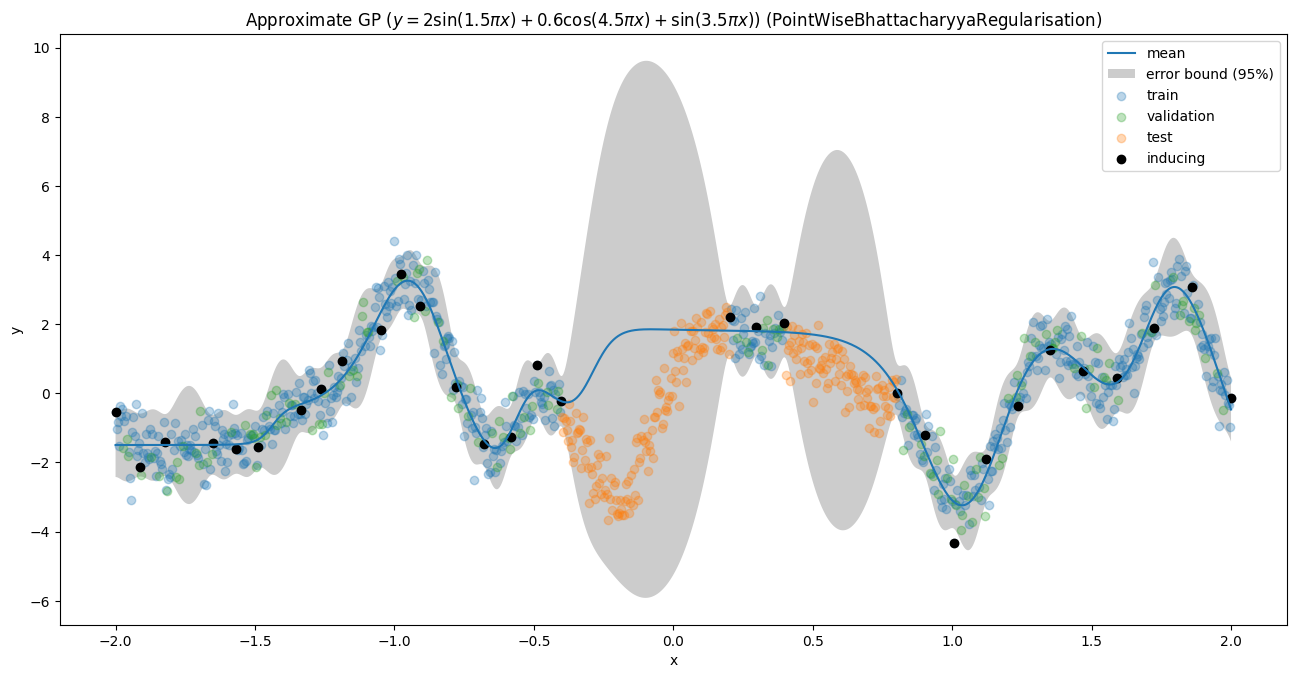 Approximate GP (y = 2sin(1.5πx) + 0.6cos(4.5πx) + sin(3.5πx)) (PointWiseBhattacharyyaRegularisation)
mean
error bound (95%)
train
validation
test
inducing
y
10
8
6
4
2
0
−2
−4
−6
−2.0 −1.5 −1.0 −0.5 0.0 0.5 1.0 1.5 2.0
x